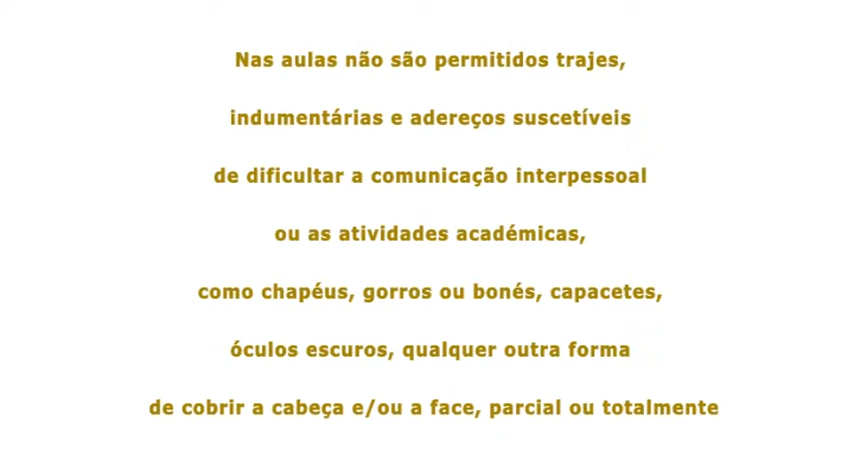 Nas aulas não são permitidos trajes,
indumentárias e adereços suscetíveis
de dificultar a comunicação interpessoal
ou as atividades académicas,
como chapéus, gorros ou bonés, capacetes,
óculos escuros, qualquer outra forma
de cobrir a cabeça e/ou a face, parcial ou totalmente